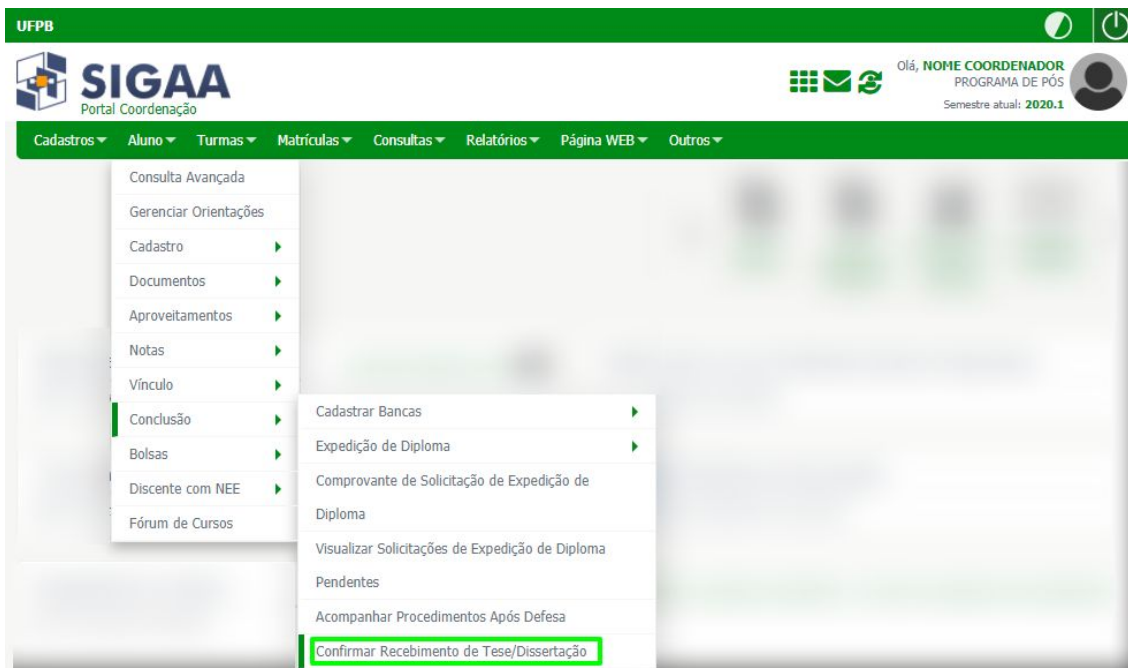 UFPB
SIGAA
Portal Coordenação
Olá, NOME COORDENADOR
PROGRAMA DE PÓS
Semestre atual: 2020.1
Cadastros Aluno Turmas Matrículas Consultas Relatórios Página WEB Outros
Consulta Avançada
Gerenciar Orientações
Cadastro
Documentos
Aproveitamentos
Notas
Vínculo
Conclusão
Bolsas
Discente com NEE
Fórum de Cursos
Cadastrar Bancas
Expedição de Diploma
Comprovante de Solicitação de Expedição de
Diploma
Visualizar Solicitações de Expedição de Diploma
Pendentes
Acompanhar Procedimentos Após Defesa
Confirmar Recebimento de Tese/Dissertação